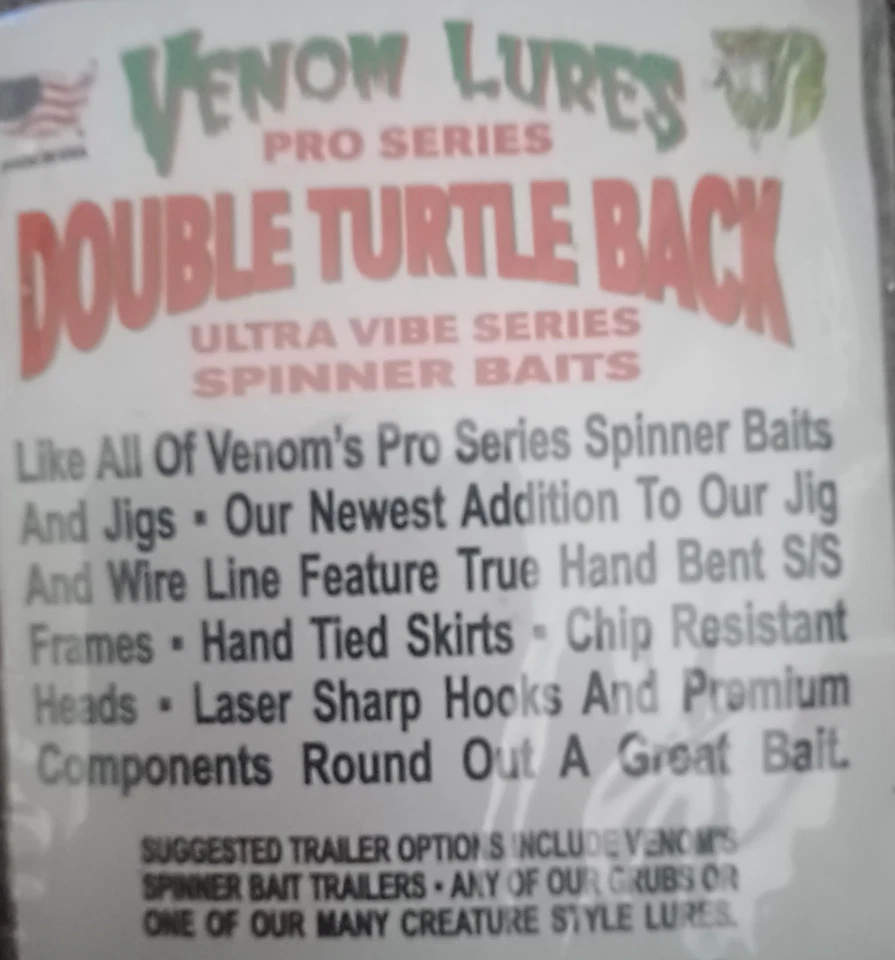 VENOM LURES
PRO SERIES
DOUBLE TURTLE BACK
ULTRA VIBE SERIES
SPINNER BAITS
Like All Of Venom's Pro Series Spinner Baits
And Jigs ▪ Our Newest Addition To Our Jig
And Wire Line Feature True Hand Bent S/S
Frames ▪ Hand Tied Skirts ▪ Chip Resistant
Heads ▪ Laser Sharp Hooks And Premium
Components Round Out A Great Bait.
SUGGESTED TRAILER OPTIONS INCLUDE VENOM'S
SPINNER BAIT TRAILERS ▪ ANY OF OUR GRUBS OR
ONE OF OUR MANY CREATURE STYLE LURES.